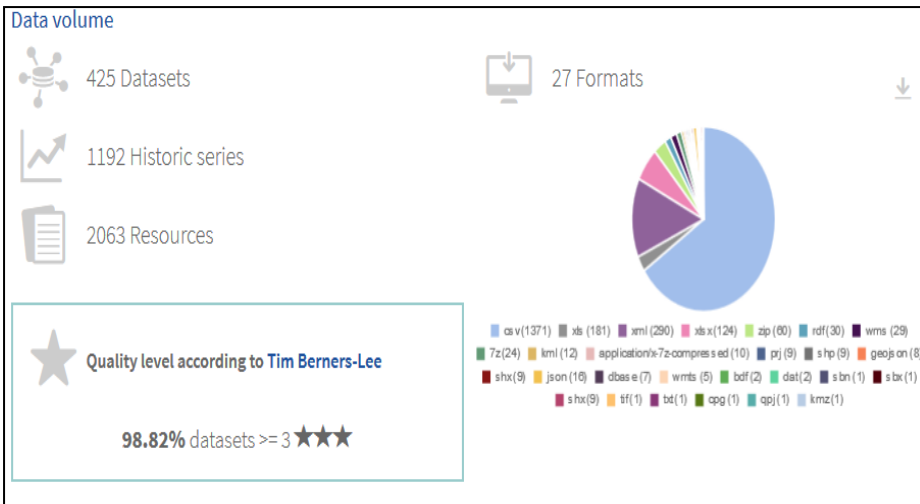 Data volume
425 Datasets
1192 Historic series
2063 Resources
Quality level according to Tim Berners-Lee
98.82% datasets >= 3 ★★★
27 Formats
csv(1371) xls (181) xml (290) xlsx(124) zip (60) rdf(30) wms (29)
7z(24) kml (12) application/x-7z-compressed (10) prj (9) shp (9) geojson (8)
shx(9) json (16) dbase (7) wmts (5) bdf(2) dat(2) sbn (1) sbx(1)
shx(9) tif(1) txt(1) cpg (1) qpj(1) kmz(1)